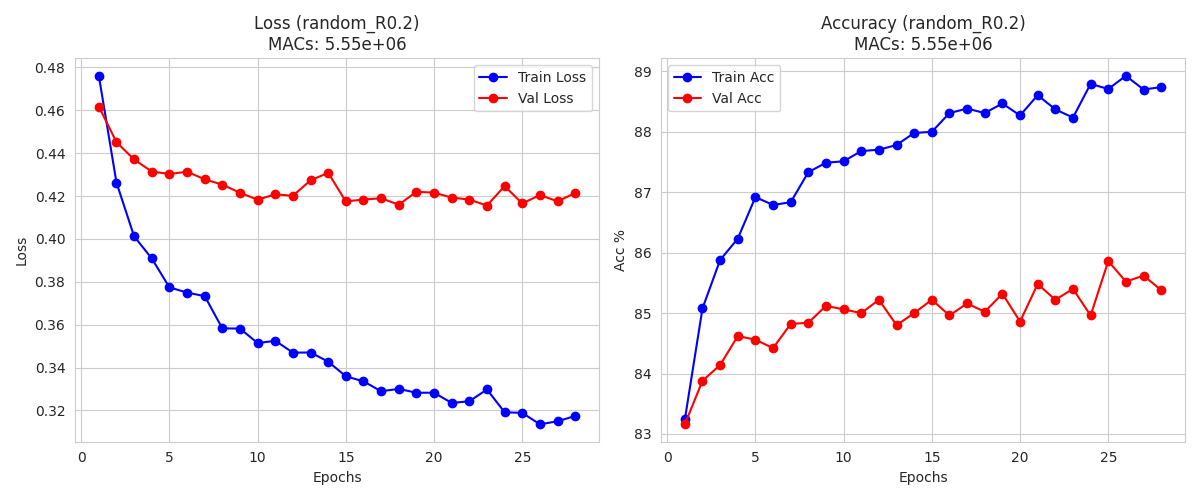 Loss (random_R0.2)
MACs: 5.55e+06
Train Loss
Val Loss
0.48
0.46
0.44
0.42
0.40
0.38
0.36
0.34
0.32
Loss
0
5
10
15
20
25
Epochs
Accuracy (random_R0.2)
MACs: 5.55e+06
Train Acc
Val Acc
89
88
87
86
85
84
83
Acc %
0
5
10
15
20
25
Epochs